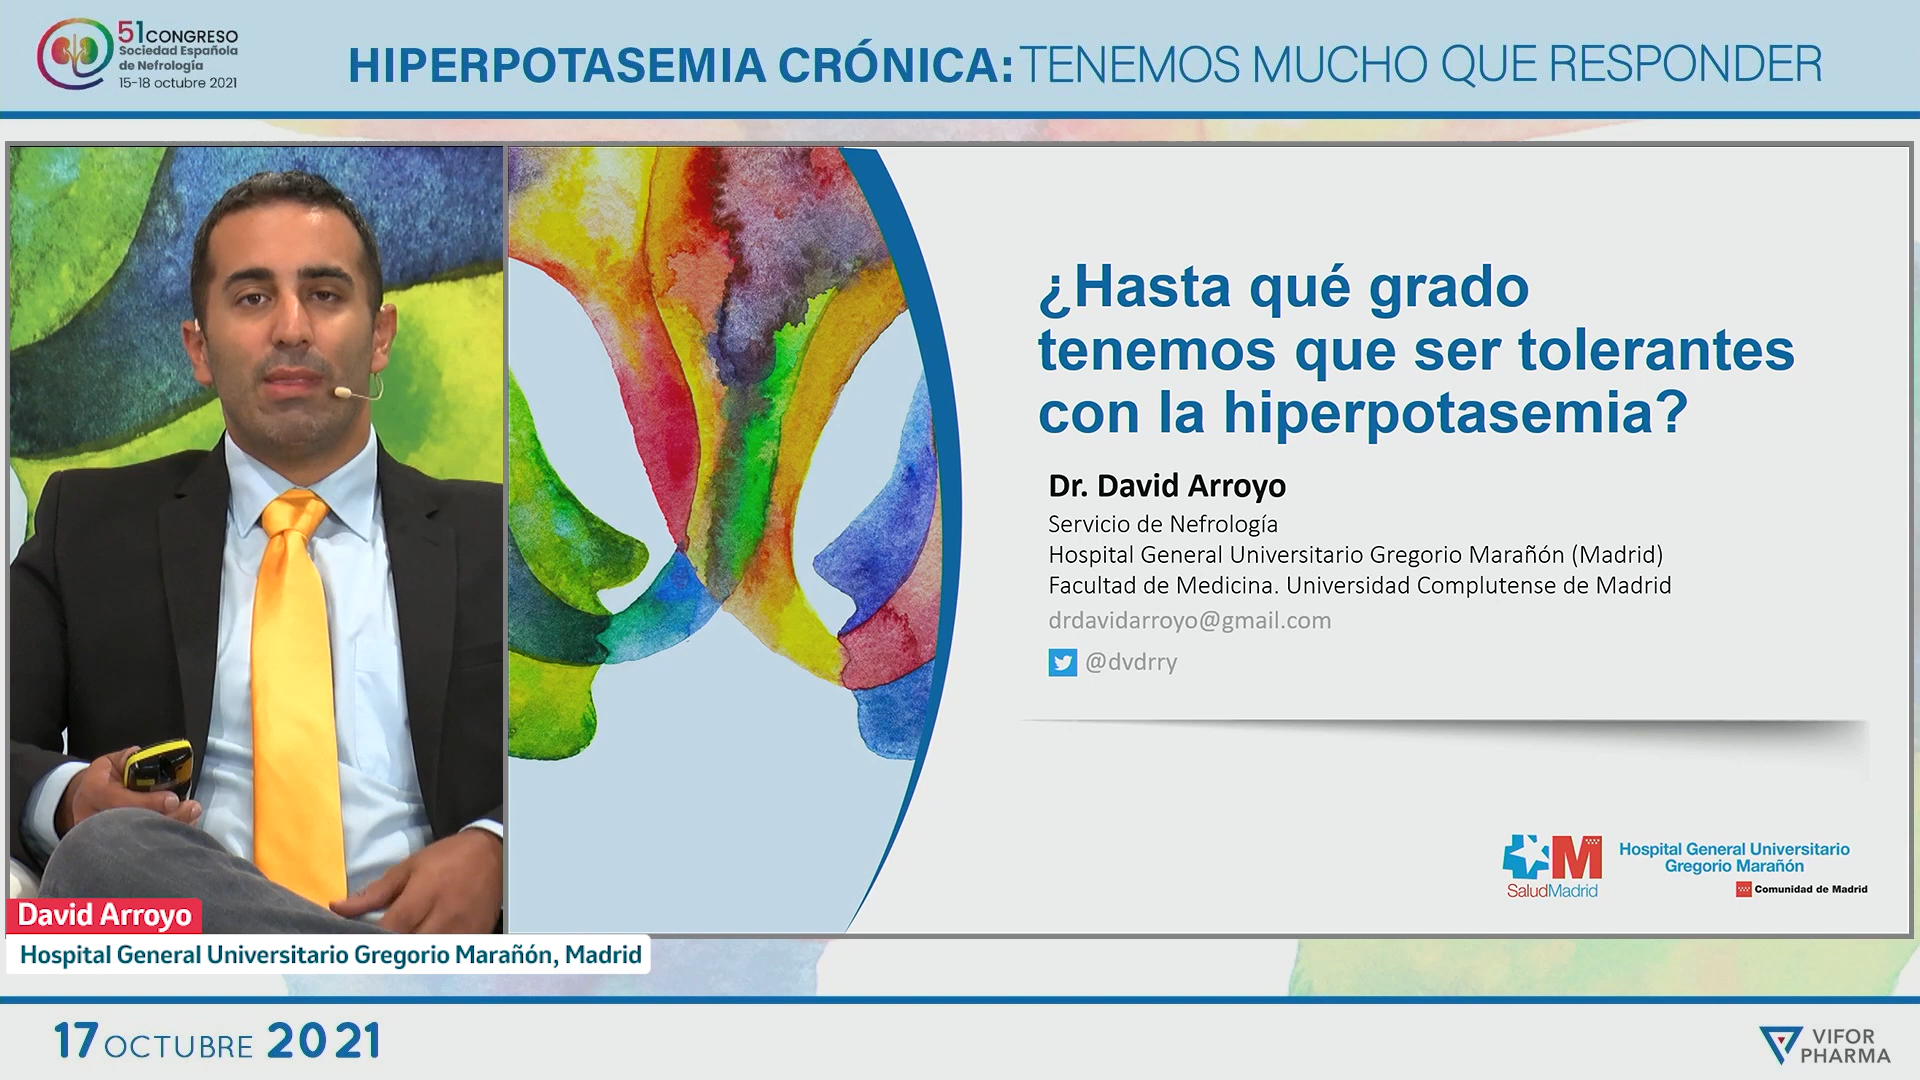 51 CONGRESO
Sociedad Española
de Nefrología
15-18 octubre 2021
HIPERPOTASEMIA CRÓNICA: TENEMOS MUCHO QUE RESPONDER
¿Hasta qué grado
tenemos que ser tolerantes
con la hiperpotasemia?
Dr. David Arroyo
Servicio de Nefrología
Hospital General Universitario Gregorio Marañón (Madrid)
Facultad de Medicina. Universidad Complutense de Madrid
drdavidarroyo@gmail.com
@dvdrry
M
SaludMadrid
Hospital General Universitario
Gregorio Marañón
Comunidad de Madrid
David Arroyo
Hospital General Universitario Gregorio Marañón, Madrid
17 OCTUBRE 2021
VIFOR
PHARMA